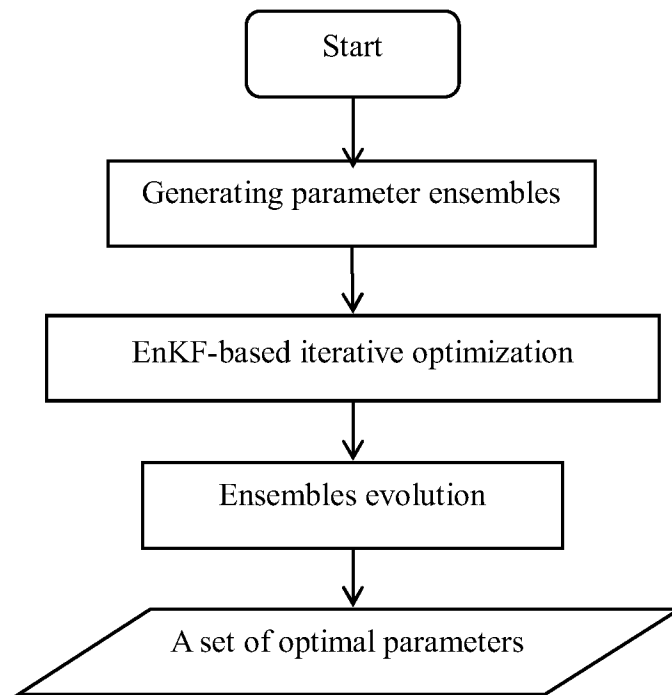 Start
Generating parameter ensembles
EnKF-based iterative optimization
Ensembles evolution
A set of optimal parameters